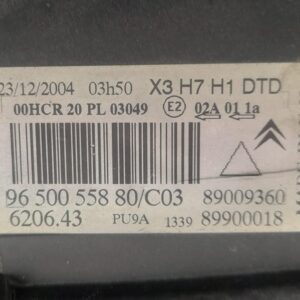 23/12/2004 03h50 X3 H7 H1 DTD
00HCR 20 PL 03049 E2 02A 01 1a
96 500 558 80/C03 89009360
6206.43 PU9A 1339 89900018